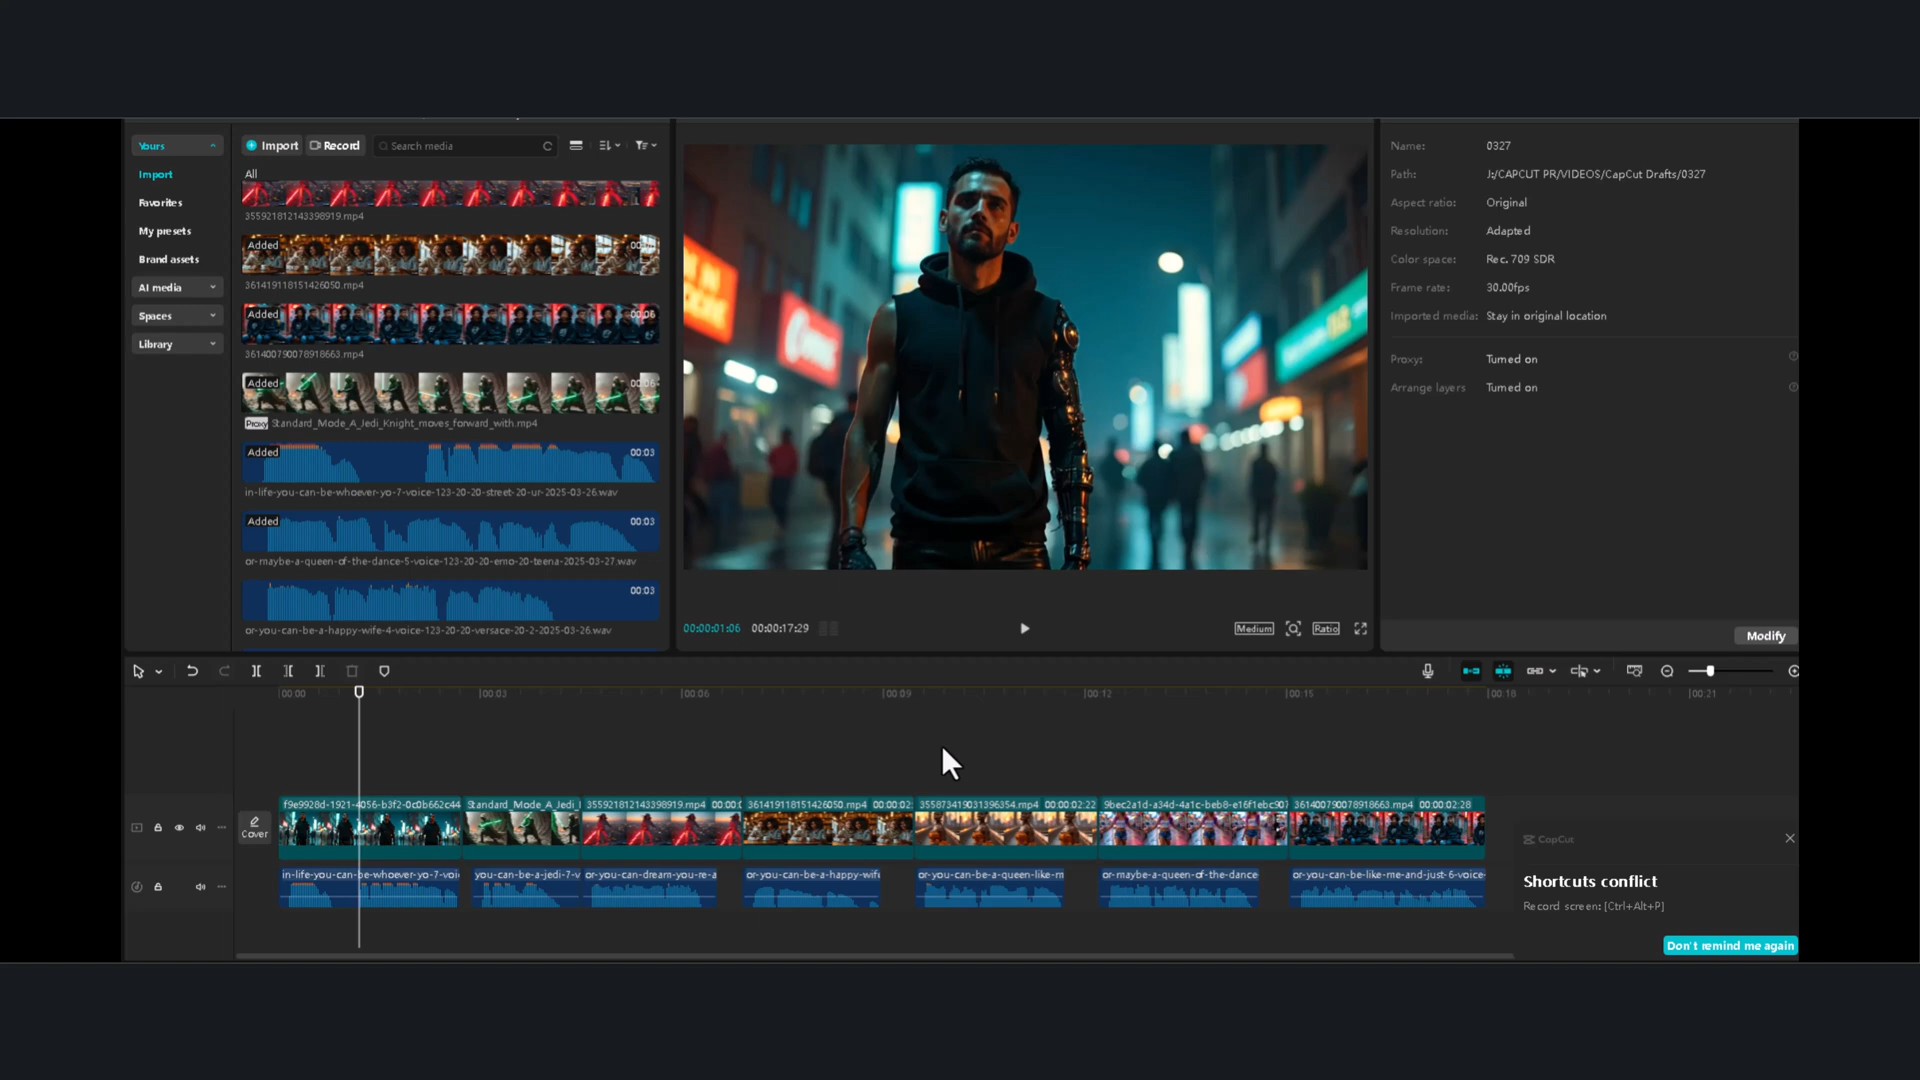 Yours
Import
Favorites
My presets
Brand assets
AI media
Spaces
Library
Import
Record
Search media
All
355921812143398919.mp4
Added
361419118151426050.mp4
Added
00:06
361400790078918663.mp4
Added
00:06
Proxy
Standard_Mode_A_Jedi_Knight_moves_forward_with.mp4
Added
00:03
in-life-you-can-be-whoever-yo-7-voice-123-20-20-street-20-ur-2025-03-26.wav
Added
00:03
or-maybe-a-queen-of-the-dance-5-voice-123-20-20-emo-20-teena-2025-03-27.wav
00:03
or-you-can-be-a-happy-wife-4-voice-123-20-20-versace-20-2-2025-03-26.wav
00:00:01:06
00:00:17:29
Medium
Ratio
Name: 0327
Path: J:/CAPCUT PR/VIDEOS/CapCut Drafts/0327
Aspect ratio: Original
Resolution: Adapted
Color space: Rec. 709 SDR
Frame rate: 30.00fps
Imported media: Stay in original location
Proxy: Turned on
Arrange layers Turned on
Modify
00:00
00:03
00:06
00:09
00:12
00:15
00:18
00:21
Cover
f9e9928d-1921-4056-b3f2-0c0b662c44
Standard_Mode_A_Jedi_
355921812143398919.mp4 00:00:0
361419118151426050.mp4 00:00:02:
355873419031396354.mp4 00:00:02:22
9bec2a1d-a34d-4a1c-beb8-e16f1ebc907
361400790078918663.mp4 00:00:02:28
in-life-you-can-be-whoever-yo-7-voi
you-can-be-a-jedi-7-v
or-you-can-dream-you-re-a
or-you-can-be-a-happy-wife
or-you-can-be-a-queen-like-m
or-maybe-a-queen-of-the-dance
or-you-can-be-like-me-and-just-6-voice-
CapCut
Shortcuts conflict
Record screen: [Ctrl+Alt+P]
Don't remind me again